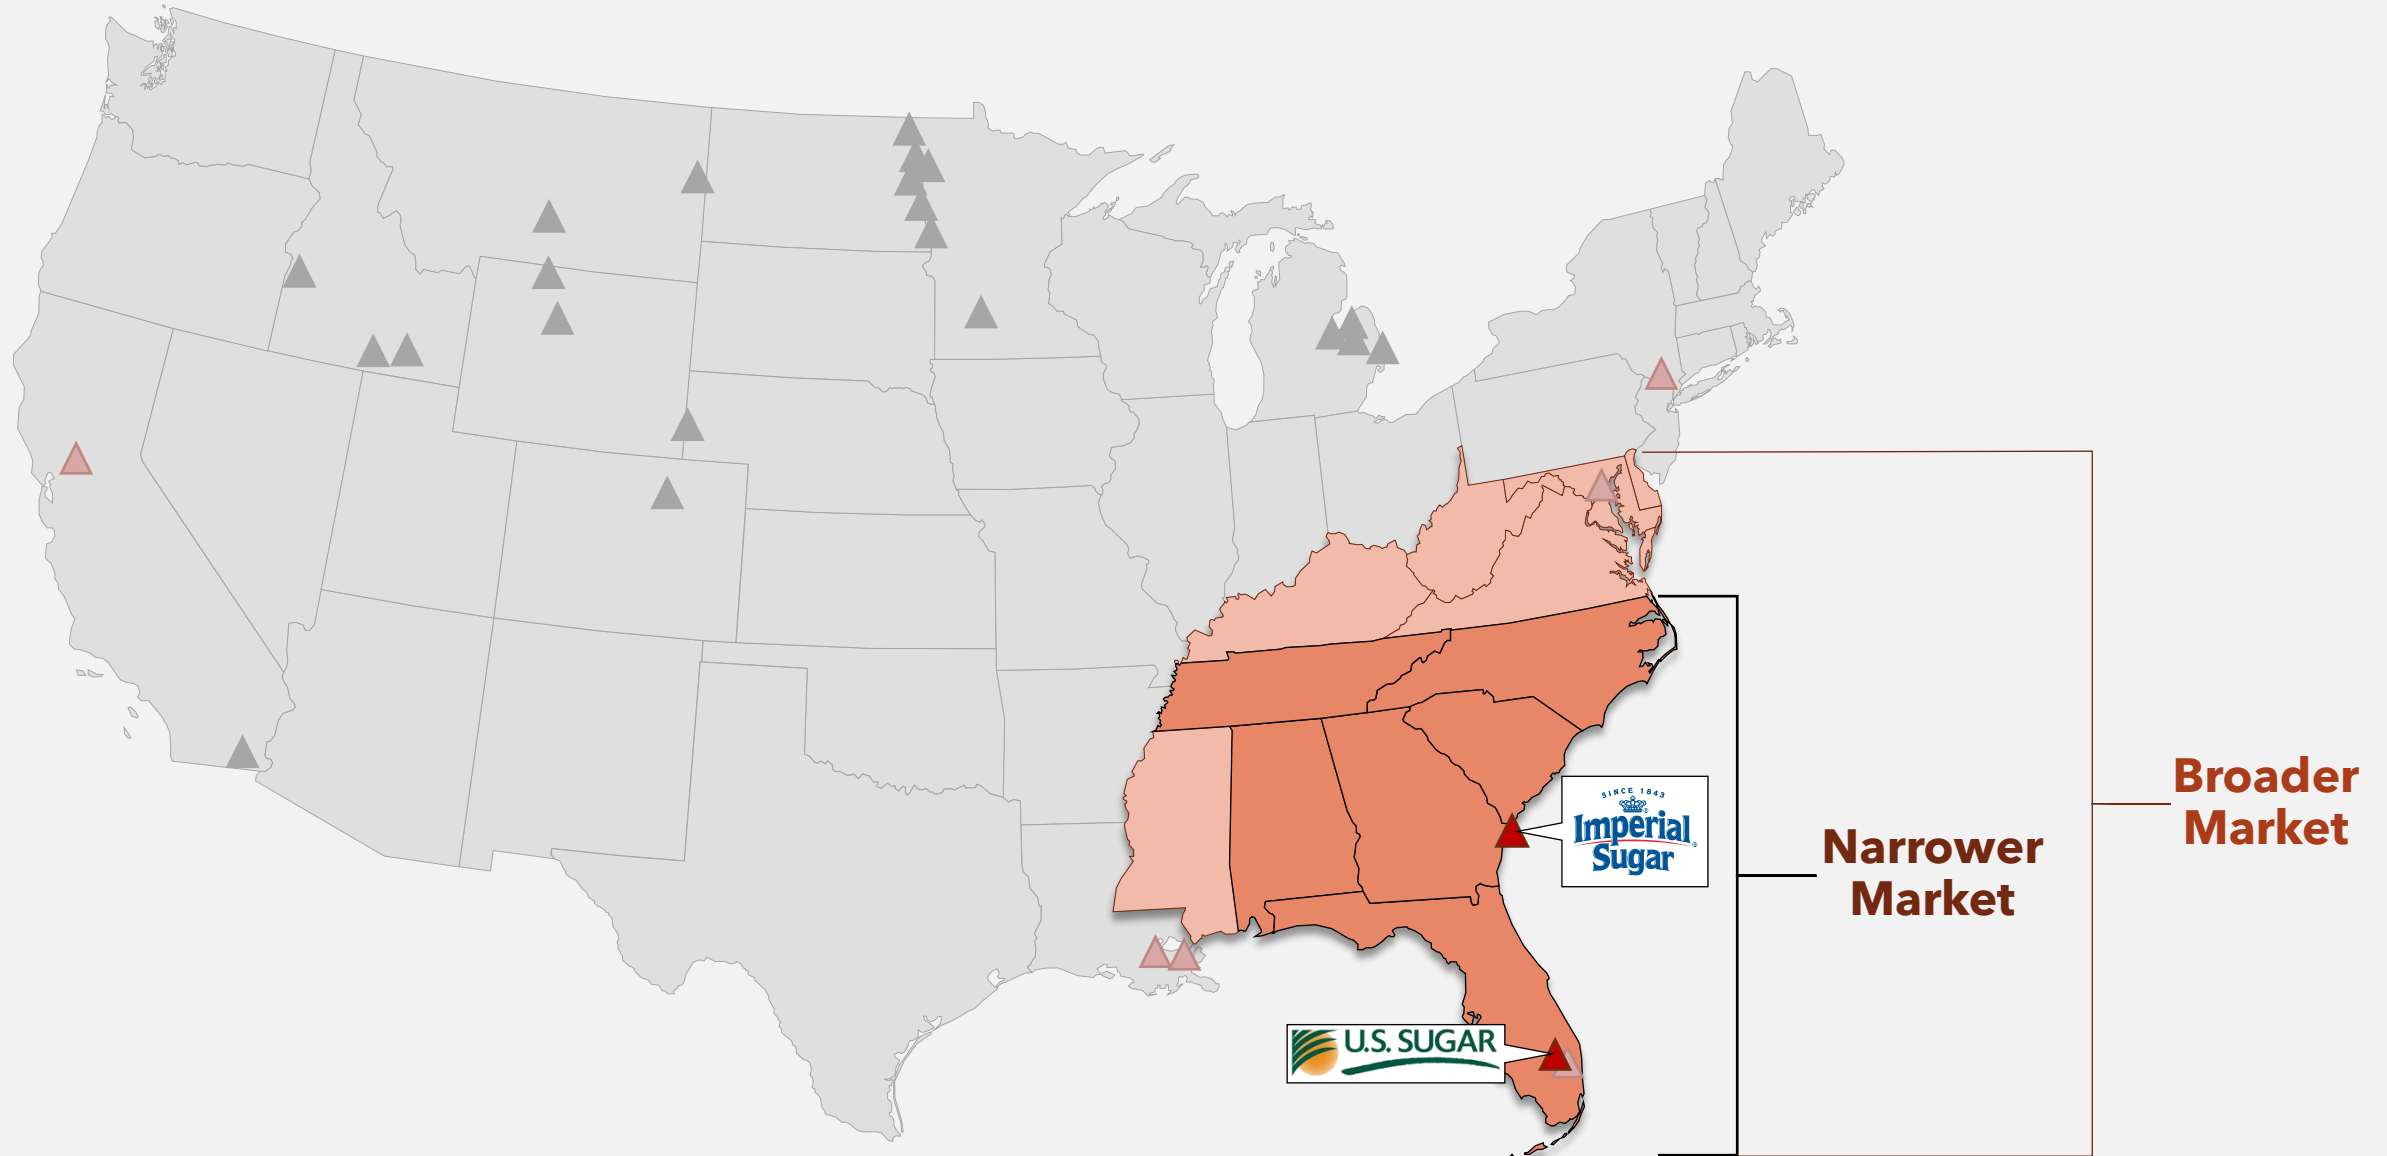 SINCE 1843
Imperial
Sugar
Narrower
Market
Broader
Market
U.S. SUGAR